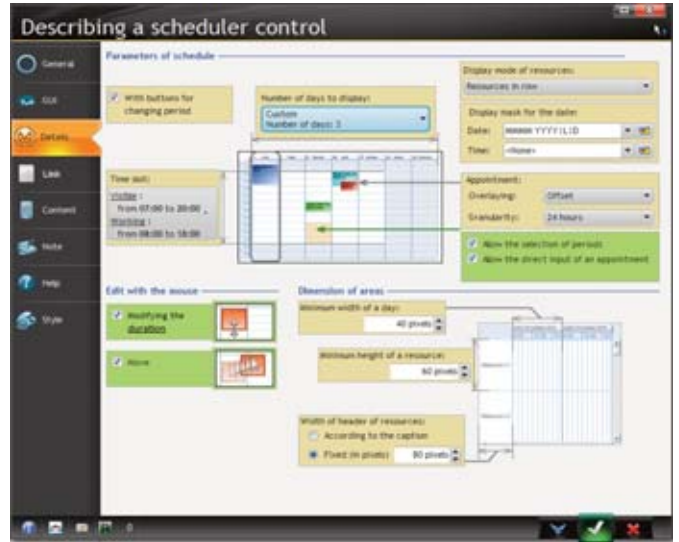 Describing a scheduler control
General
GUI
Details
Link
Content
Note
Help
Style
Parameters of schedule
With buttons for
changing period
Number of days to display:
Custom
Number of days: 3
Display mode of resources:
Resources in row
Display mask for the date:
Date:
Time: <None>
Time slot:
Visible :
from 07:00 to 20:00
Working :
from 08:00 to 18:00
Appointment:
Overlaying: Offset
Granularity: 24 hours
Allow the selection of periods
Allow the direct input of an appointment
Edit with the mouse
Modifying the
duration
Move
Dimension of areas
Minimum width of a day:
40 pixels
Minimum height of a resource:
60 pixels
Width of header of resources:
According to the caption
Fixed (in pixels) 80 pixels
0